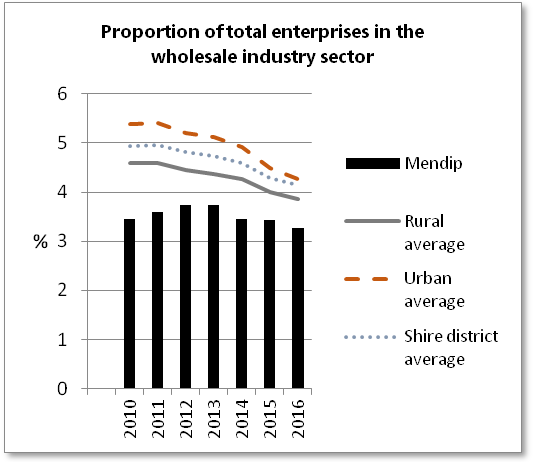 Proportion of total enterprises in the
wholesale industry sector
6
5
4
3
2
1
0
%
2010
2011
2012
2013
2014
2015
2016
Mendip
Rural
average
Urban
average
Shire district
average